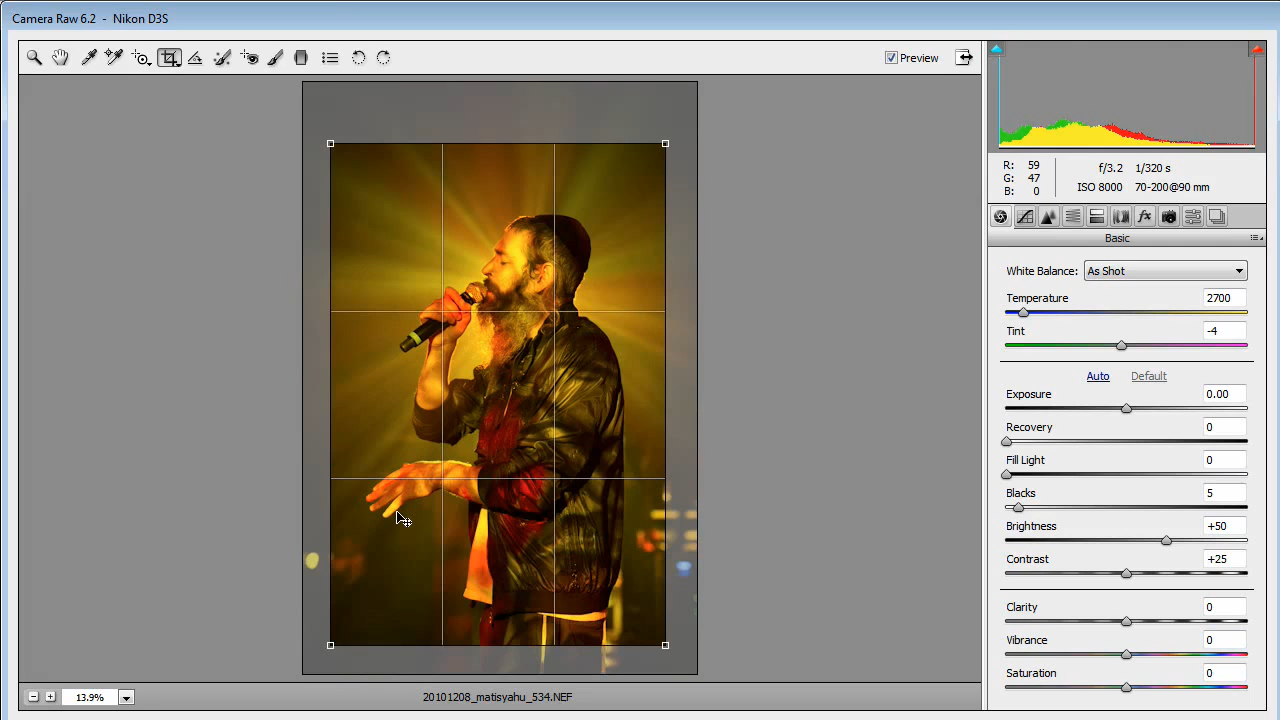 Camera Raw 6.2 - Nikon D3S
Preview
R: 59
G: 47
B: 0
f/3.2 1/320 s
ISO 8000 70-200@90 mm
fx
Basic
White Balance: As Shot
Temperature 2700
Tint -4
Auto Default
Exposure 0.00
Recovery 0
Fill Light 0
Blacks 5
Brightness +50
Contrast +25
Clarity 0
Vibrance 0
Saturation 0
13.9%
20101208_matisyahu_534.NEF